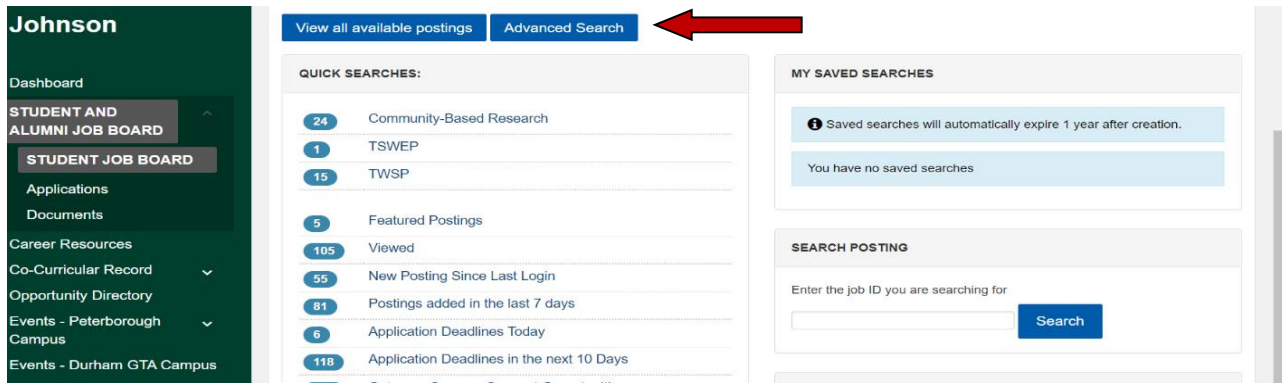 Johnson
Dashboard
STUDENT AND
ALUMNI JOB BOARD
STUDENT JOB BOARD
Applications
Documents
Career Resources
Co-Curricular Record
Opportunity Directory
Events - Peterborough
Campus
Events - Durham GTA Campus
View all available postings
Advanced Search
QUICK SEARCHES:
24 Community-Based Research
1 TSWEP
15 TWSP
5 Featured Postings
105 Viewed
55 New Posting Since Last Login
81 Postings added in the last 7 days
6 Application Deadlines Today
118 Application Deadlines in the next 10 Days
MY SAVED SEARCHES
Saved searches will automatically expire 1 year after creation.
You have no saved searches
SEARCH POSTING
Enter the job ID you are searching for
Search